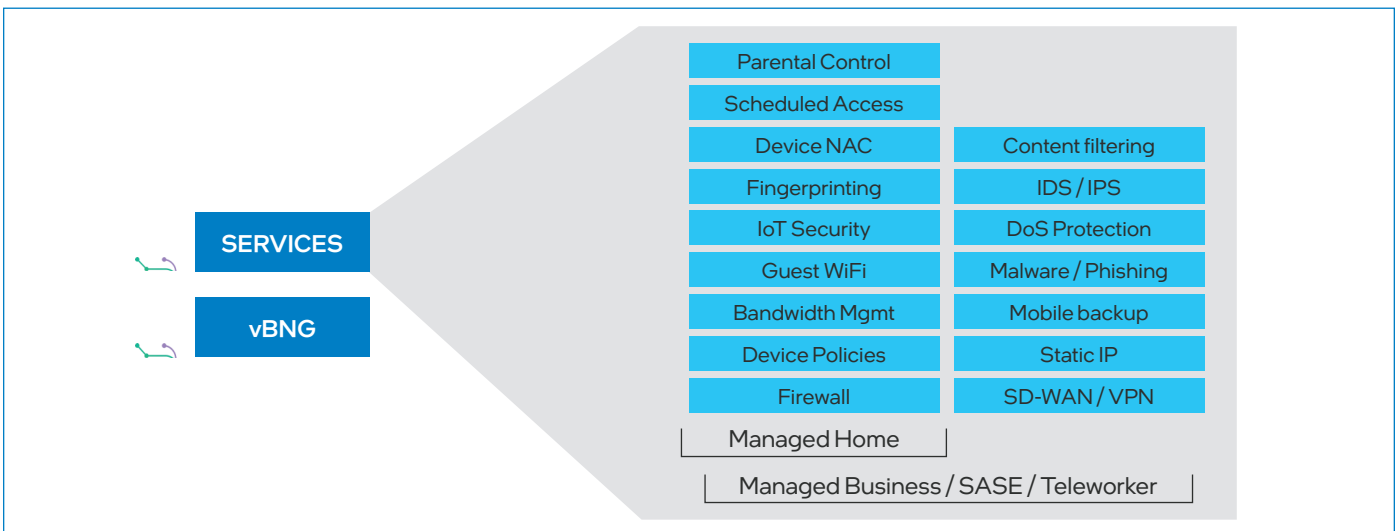 SERVICES
vBNG
Parental Control
Scheduled Access
Device NAC
Fingerprinting
IoT Security
Guest WiFi
Bandwidth Mgmt
Device Policies
Firewall
Content filtering
IDS / IPS
DoS Protection
Malware / Phishing
Mobile backup
Static IP
SD-WAN / VPN
Managed Home
Managed Business / SASE / Teleworker